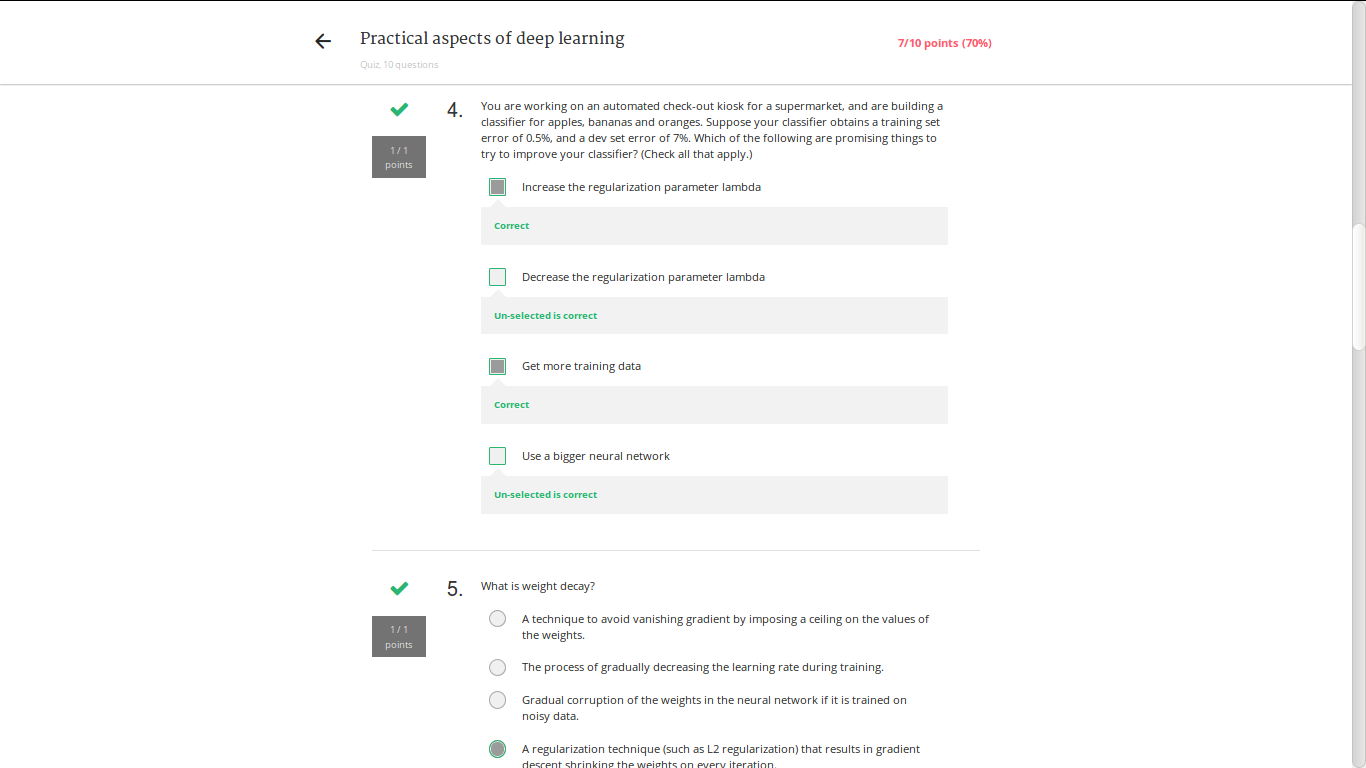 Practical aspects of deep learning
7/10 points (70%)
Quiz, 10 questions
4.
You are working on an automated check-out kiosk for a supermarket, and are building a
classifier for apples, bananas and oranges. Suppose your classifier obtains a training set
error of 0.5%, and a dev set error of 7%. Which of the following are promising things to
try to improve your classifier? (Check all that apply.)
1 / 1
points
Increase the regularization parameter lambda
Correct
Decrease the regularization parameter lambda
Un-selected is correct
Get more training data
Correct
Use a bigger neural network
Un-selected is correct
5.
What is weight decay?
1 / 1
points
A technique to avoid vanishing gradient by imposing a ceiling on the values of
the weights.
The process of gradually decreasing the learning rate during training.
Gradual corruption of the weights in the neural network if it is trained on
noisy data.
A regularization technique (such as L2 regularization) that results in gradient
descent shrinking the weights on every iteration.